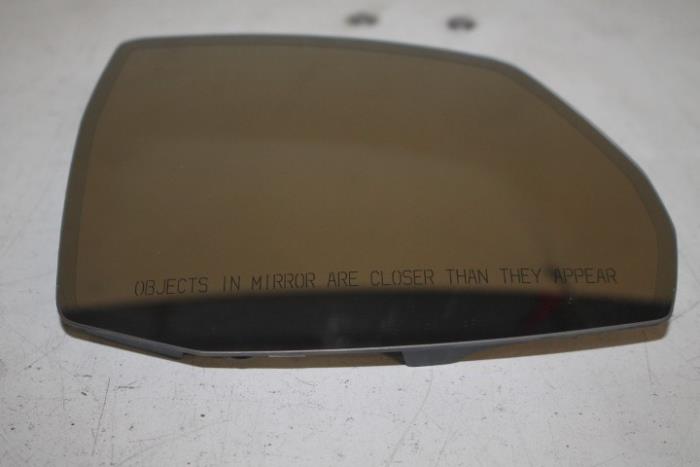 OBJECTS IN MIRROR ARE CLOSER THAN THEY APPEAR